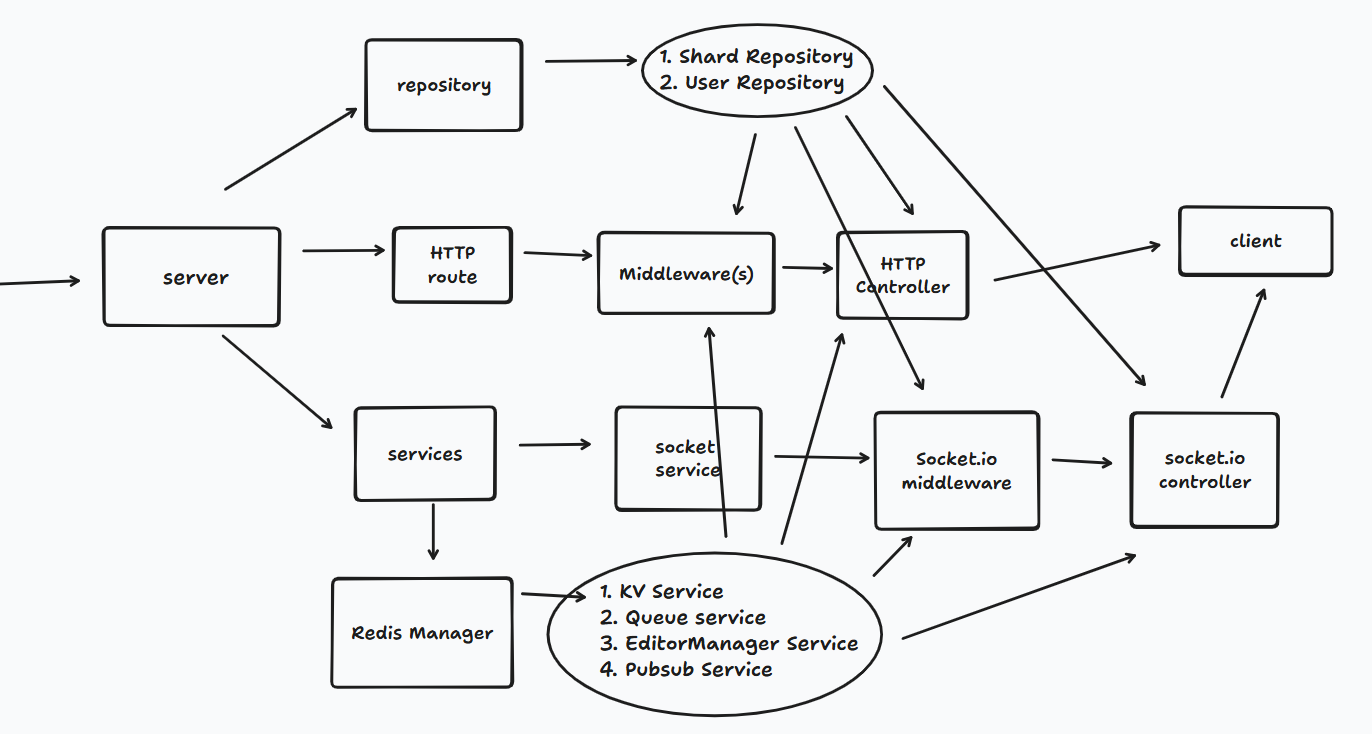 1. Shard Repository
2. User Repository
repository
client
server
HTTP
route
Middleware(s)
HTTP
Controller
services
socket
service
Socket.io
middleware
socket.io
controller
Redis Manager
1. KV Service
2. Queue service
3. EditorManager Service
4. Pubsub Service